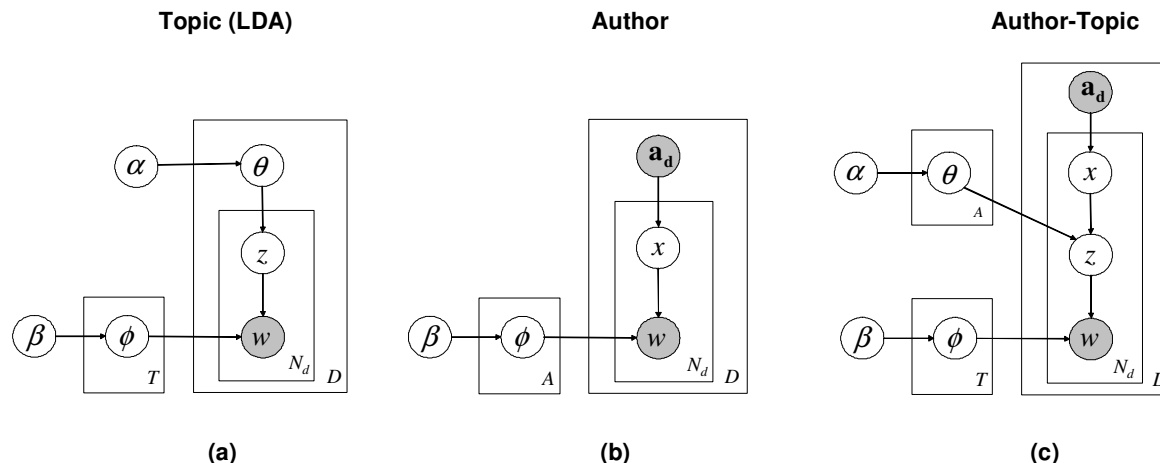 Topic (LDA) Author Author-Topic
a_d
a_d
α θ α θ x
A
z x z
β ϕ w β ϕ w β ϕ w
T N_d D A N_d D T N_d
(a) (b) (c)